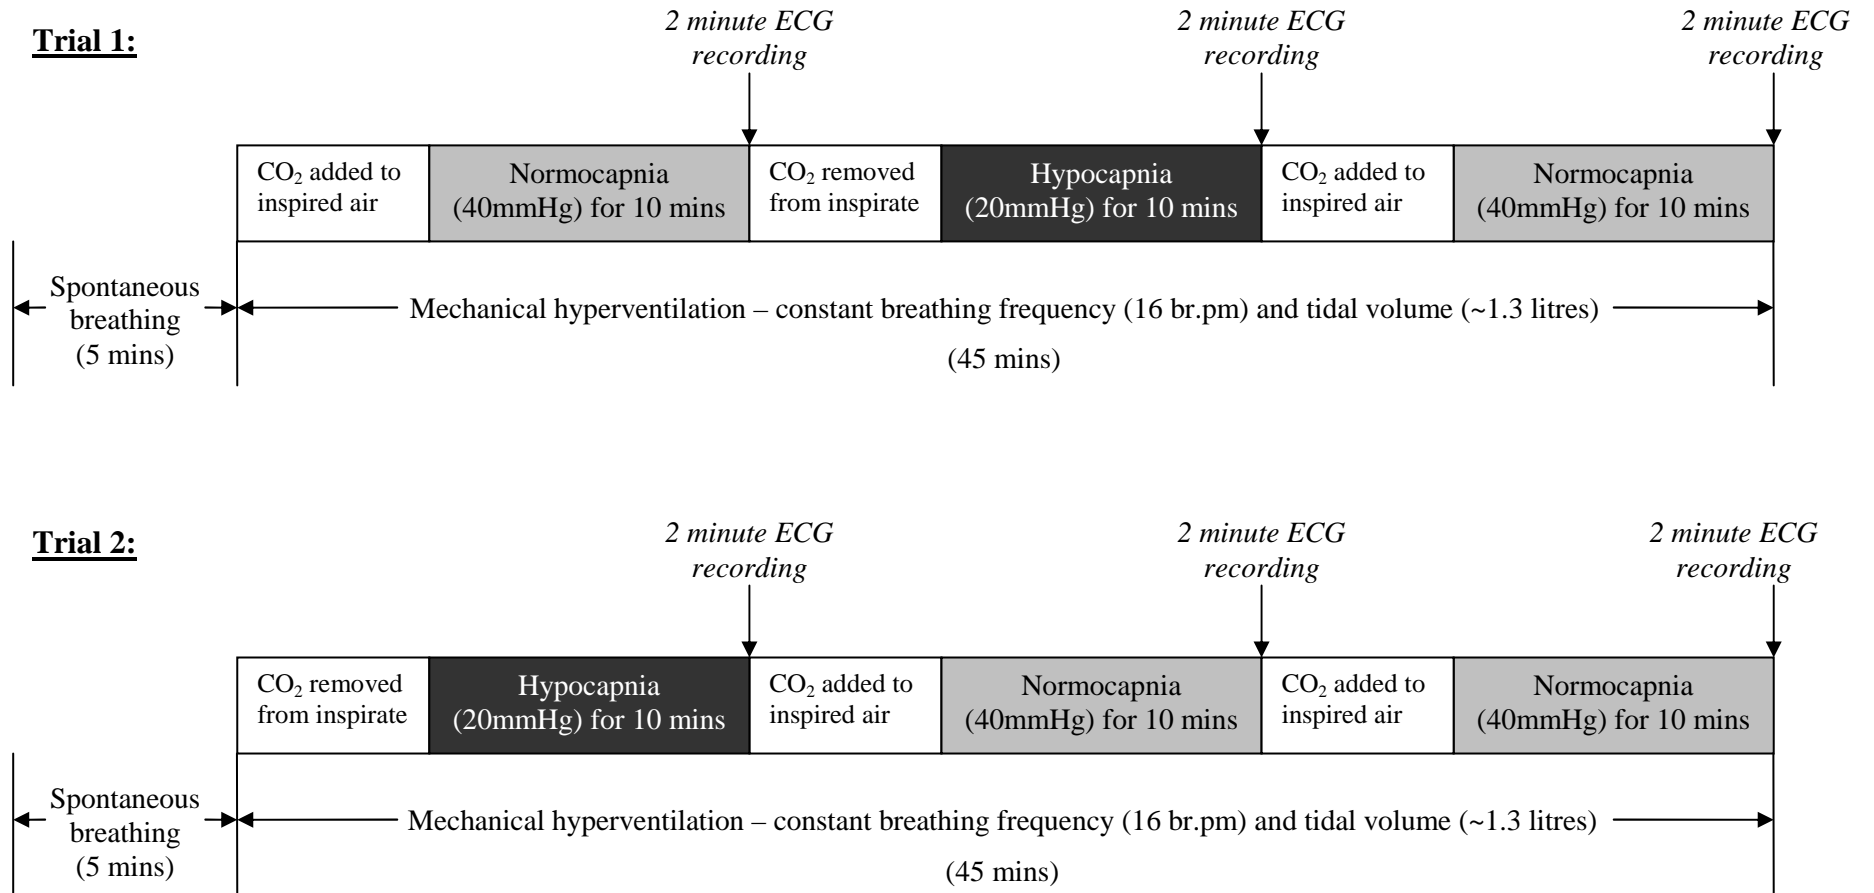 Trial 1:
2 minute ECG
recording
2 minute ECG
recording
2 minute ECG
recording
CO₂ added to
inspired air
Normocapnia
(40mmHg) for 10 mins
CO₂ removed
from inspirate
Hypocapnia
(20mmHg) for 10 mins
CO₂ added to
inspired air
Normocapnia
(40mmHg) for 10 mins
Spontaneous
breathing
(5 mins)
Mechanical hyperventilation – constant breathing frequency (16 br.pm) and tidal volume (~1.3 litres)
(45 mins)
Trial 2:
2 minute ECG
recording
2 minute ECG
recording
2 minute ECG
recording
CO₂ removed
from inspirate
Hypocapnia
(20mmHg) for 10 mins
CO₂ added to
inspired air
Normocapnia
(40mmHg) for 10 mins
CO₂ added to
inspired air
Normocapnia
(40mmHg) for 10 mins
Spontaneous
breathing
(5 mins)
Mechanical hyperventilation – constant breathing frequency (16 br.pm) and tidal volume (~1.3 litres)
(45 mins)